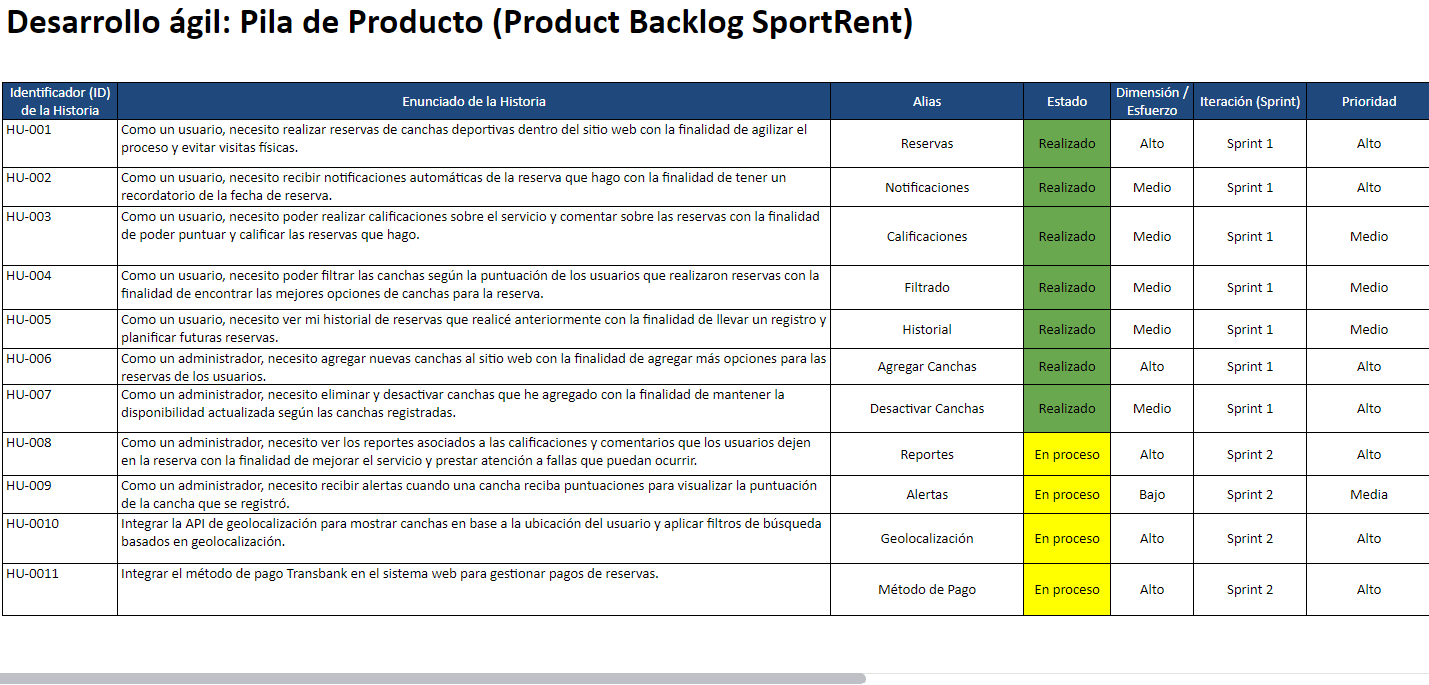 Desarrollo ágil: Pila de Producto (Product Backlog SportRent)
Identificador (ID)
de la Historia
Enunciado de la Historia
Alias
Estado
Dimensión /
Esfuerzo
Iteración (Sprint)
Prioridad
HU-001
Como un usuario, necesito realizar reservas de canchas deportivas dentro del sitio web con la finalidad de agilizar el
proceso y evitar visitas físicas.
Reservas
Realizado
Alto
Sprint 1
Alto
HU-002
Como un usuario, necesito recibir notificaciones automáticas de la reserva que hago con la finalidad de tener un
recordatorio de la fecha de reserva.
Notificaciones
Realizado
Medio
Sprint 1
Alto
HU-003
Como un usuario, necesito poder realizar calificaciones sobre el servicio y comentar sobre las reservas con la finalidad
de poder puntuar y calificar las reservas que hago.
Calificaciones
Realizado
Medio
Sprint 1
Medio
HU-004
Como un usuario, necesito poder filtrar las canchas según la puntuación de los usuarios que realizaron reservas con la
finalidad de encontrar las mejores opciones de canchas para la reserva.
Filtrado
Realizado
Medio
Sprint 1
Medio
HU-005
Como un usuario, necesito ver mi historial de reservas que realicé anteriormente con la finalidad de llevar un registro y
planificar futuras reservas.
Historial
Realizado
Medio
Sprint 1
Medio
HU-006
Como un administrador, necesito agregar nuevas canchas al sitio web con la finalidad de agregar más opciones para las
reservas de los usuarios.
Agregar Canchas
Realizado
Alto
Sprint 1
Alto
HU-007
Como un administrador, necesito eliminar y desactivar canchas que he agregado con la finalidad de mantener la
disponibilidad actualizada según las canchas registradas.
Desactivar Canchas
Realizado
Medio
Sprint 1
Alto
HU-008
Como un administrador, necesito ver los reportes asociados a las calificaciones y comentarios que los usuarios dejen
en la reserva con la finalidad de mejorar el servicio y prestar atención a fallas que puedan ocurrir.
Reportes
En proceso
Alto
Sprint 2
Alto
HU-009
Como un administrador, necesito recibir alertas cuando una cancha reciba puntuaciones para visualizar la puntuación
de la cancha que se registró.
Alertas
En proceso
Bajo
Sprint 2
Media
HU-0010
Integrar la API de geolocalización para mostrar canchas en base a la ubicación del usuario y aplicar filtros de búsqueda
basados en geolocalización.
Geolocalización
En proceso
Alto
Sprint 2
Alto
HU-0011
Integrar el método de pago Transbank en el sistema web para gestionar pagos de reservas.
Método de Pago
En proceso
Alto
Sprint 2
Alto